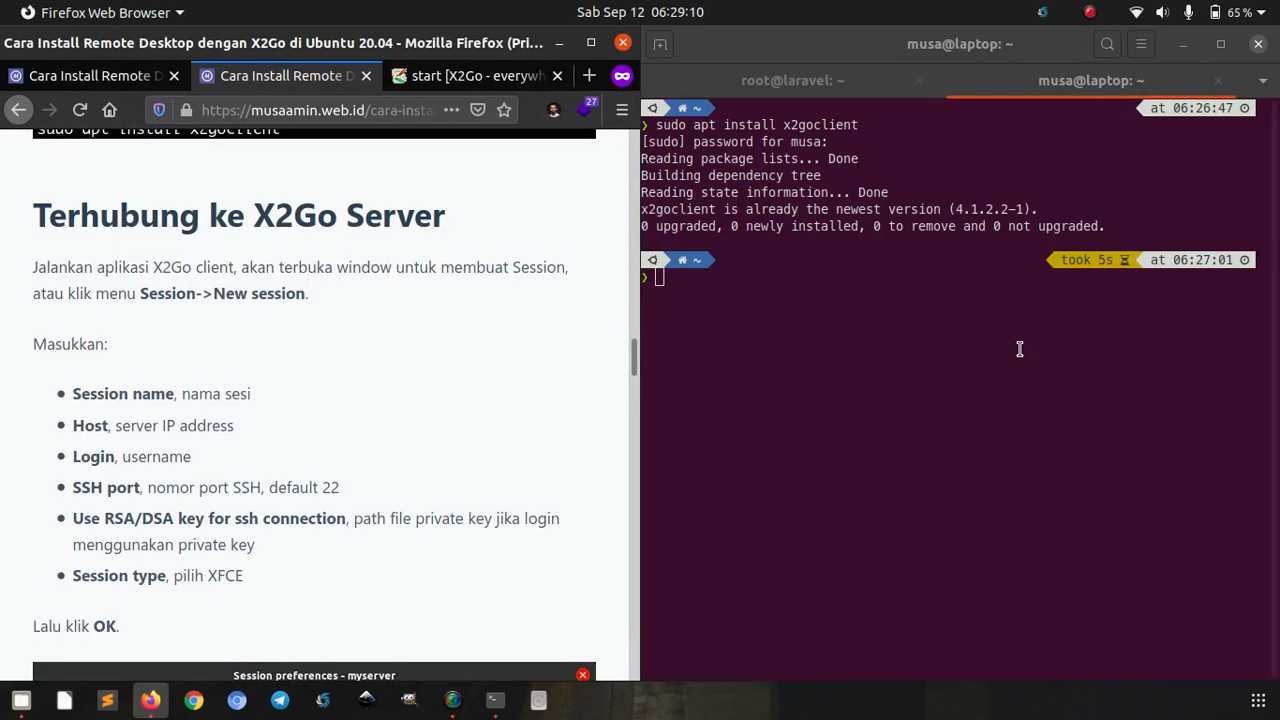 Firefox Web Browser
Sab Sep 12 06:29:10
65 %
Cara Install Remote Desktop dengan X2Go di Ubuntu 20.04 - Mozilla Firefox (Pri...
Cara Install Remote D
Cara Install Remote D
start [X2Go - everywh
27
https://musaamin.web.id/cara-insta
sudo apt install x2goclient
Terhubung ke X2Go Server
Jalankan aplikasi X2Go client, akan terbuka window untuk membuat Session,
atau klik menu Session->New session.
Masukkan:
Session name, nama sesi
Host, server IP address
Login, username
SSH port, nomor port SSH, default 22
Use RSA/DSA key for ssh connection, path file private key jika login
menggunakan private key
Session type, pilih XFCE
Lalu klik OK.
Session preferences - myserver
musa@laptop: ~
root@laravel: ~
musa@laptop: ~
~ at 06:26:47
❯ sudo apt install x2goclient
[sudo] password for musa:
Reading package lists... Done
Building dependency tree
Reading state information... Done
x2goclient is already the newest version (4.1.2.2-1).
0 upgraded, 0 newly installed, 0 to remove and 0 not upgraded.
~ took 5s at 06:27:01
❯